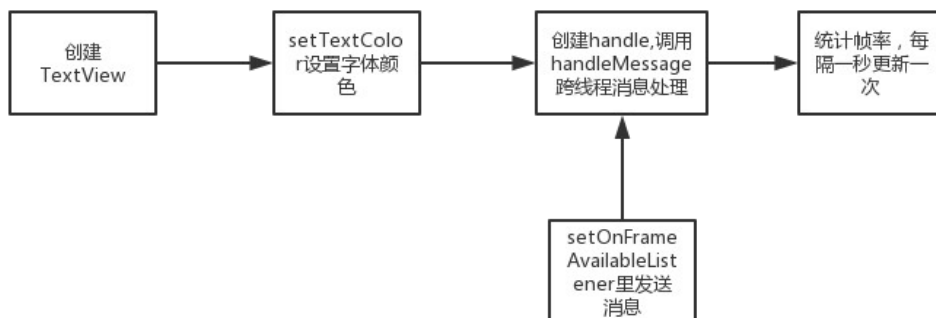 创建
TextView
setTextColo
r设置字体颜
色
创建handle,调用
handleMessage
跨线程消息处理
统计帧率，每
隔一秒更新一
次
setOnFrame
AvailableList
ener里发送
消息